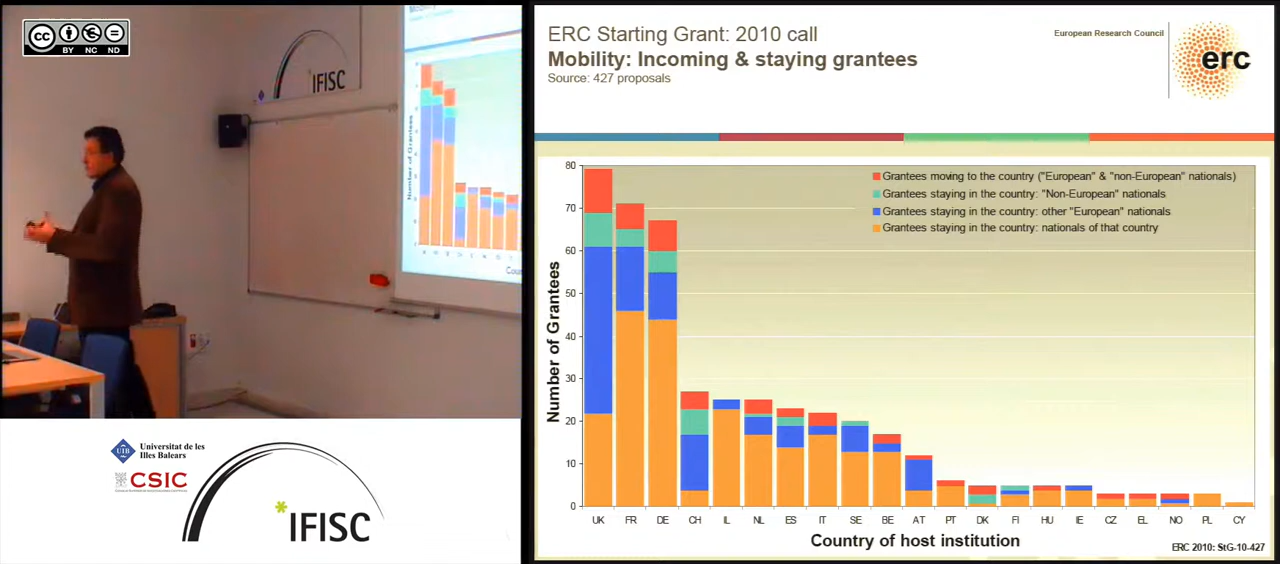 cc
BY NC ND
IFISC
Number of Grantees
Universitat de les
Illes Balears
UIB
CSIC
*IFISC
ERC Starting Grant: 2010 call
Mobility: Incoming & staying grantees
Source: 427 proposals
European Research Council
erc
80
70
60
50
40
30
20
10
0
Number of Grantees
Grantees moving to the country ("European" & "non-European" nationals)
Grantees staying in the country: "Non-European" nationals
Grantees staying in the country: other "European" nationals
Grantees staying in the country: nationals of that country
UK FR DE CH IL NL ES IT SE BE AT PT DK FI HU IE CZ EL NO PL CY
Country of host institution
ERC 2010: StG-10-427